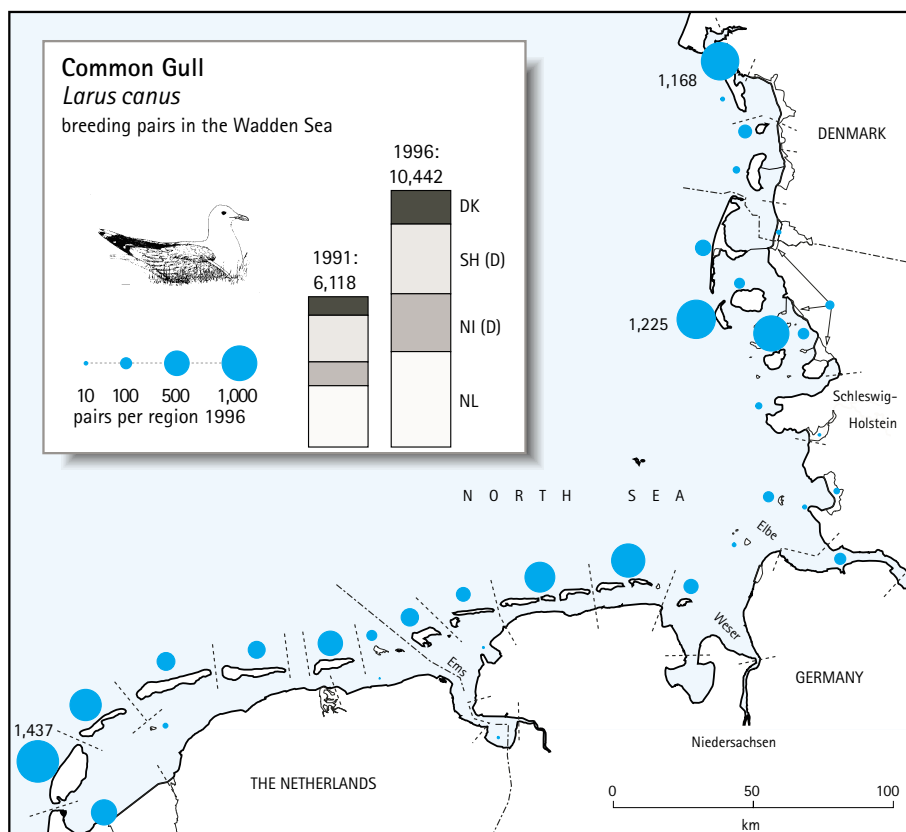 Common Gull
Larus canus
breeding pairs in the Wadden Sea
1996:
10,442
1991:
6,118
DK
SH (D)
NI (D)
NL
10 100 500 1,000
pairs per region 1996
1,168
DENMARK
1,225
Schleswig-
Holstein
NORTH SEA
Elbe
Weser
Ems
GERMANY
1,437
Niedersachsen
THE NETHERLANDS
0 50 100
km